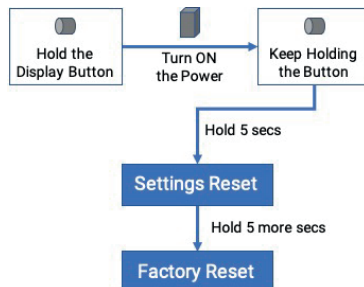 Hold the
Display Button
Turn ON
the Power
Keep Holding
the Button
Hold 5 secs
Settings Reset
Hold 5 more secs
Factory Reset